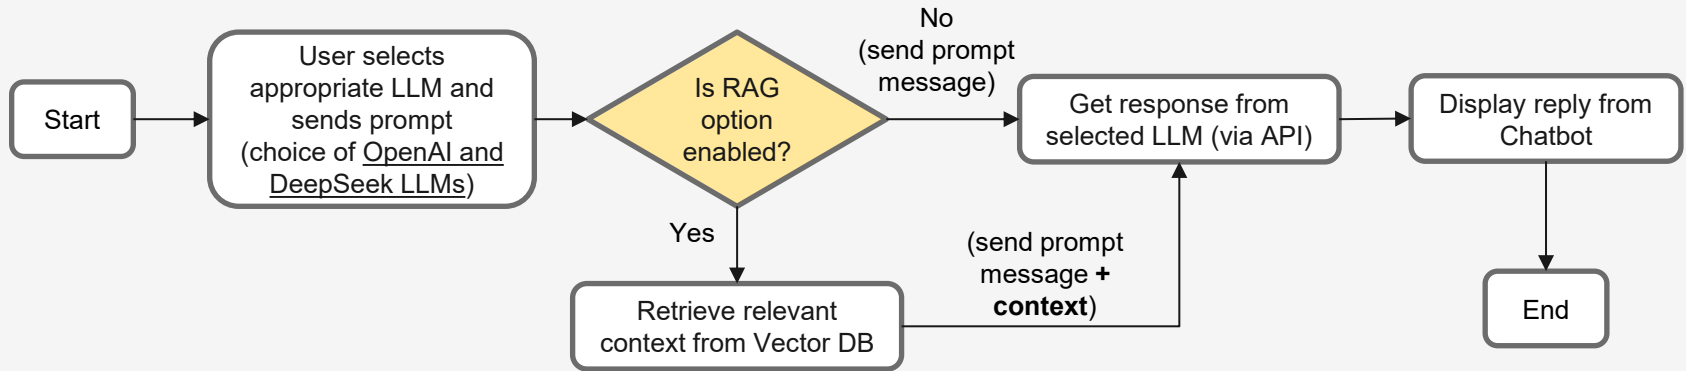 Start
User selects
appropriate LLM and
sends prompt
(choice of OpenAI and
DeepSeek LLMs)
Is RAG
option
enabled?
No
(send prompt
message)
Get response from
selected LLM (via API)
Display reply from
Chatbot
Yes
(send prompt
message +
context)
Retrieve relevant
context from Vector DB
End